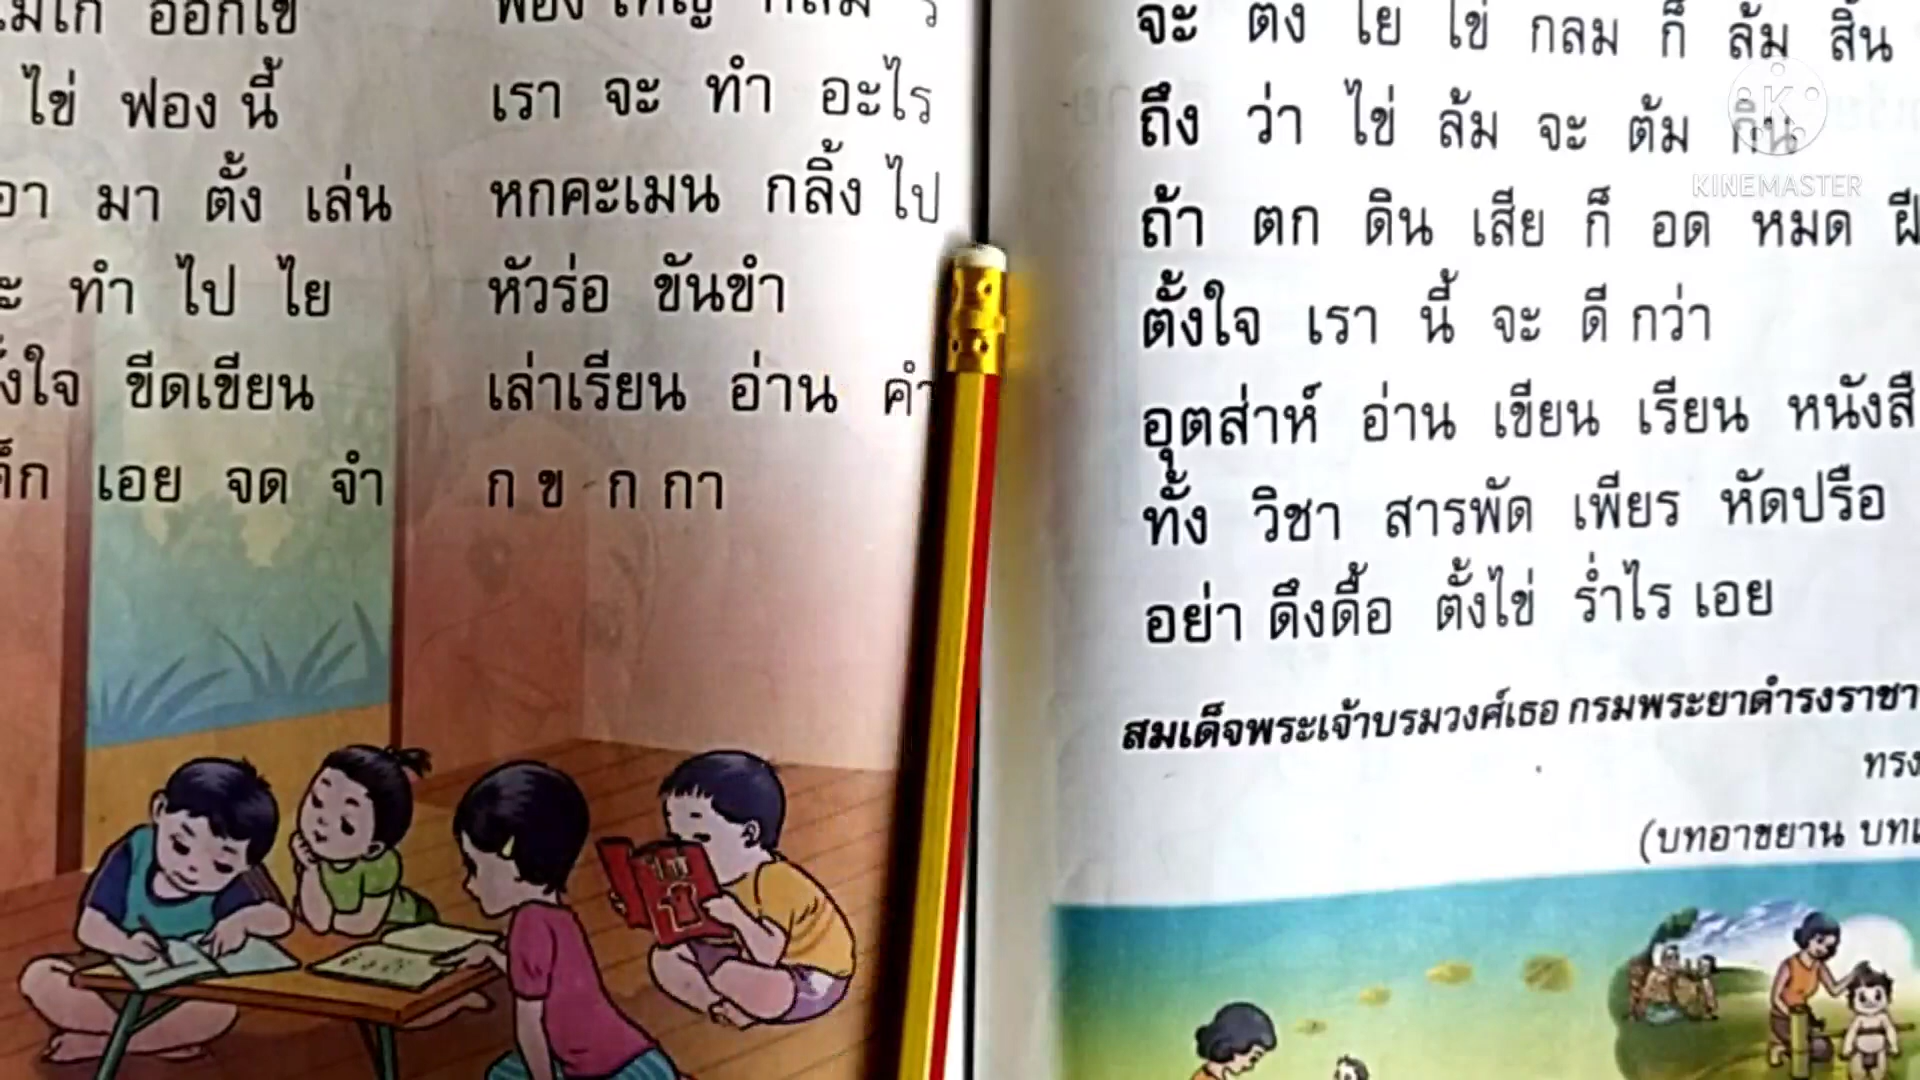 ออกไข่
ไข่ ฟอง นี้
มา ตั้ง เล่น
ทำ ไป ไย
ขีดเขียน
เอย จด จำ
เรา จะ ทำ อะไร
หกคะเมน กลิ้ง ไป
หัวร่อ ขันขำ
เล่าเรียน อ่าน คำ
ก ข ก กา
จะ ตั้ง ไย ไข่ กลม ก็ ล้ม สิ้น
ถึง ว่า ไข่ ล้ม จะ ต้ม กิน
ถ้า ตก ดิน เสีย ก็ อด หมด
ตั้งใจ เรา นี้ จะ ดี กว่า
อุตส่าห์ อ่าน เขียน เรียน
ทั้ง วิชา สารพัด เพียร หัดปรือ
อย่า ดึงดื้อ ตั้งไข่ ร่ำไร เอย
สมเด็จพระเจ้าบรมวงศ์เธอ กรมพระยาดำรงราชา
ทรง
(บทอาขยาน
KINEMASTER